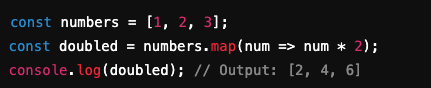 const numbers = [1, 2, 3];
const doubled = numbers.map(num => num * 2);
console.log(doubled); // Output: [2, 4, 6]